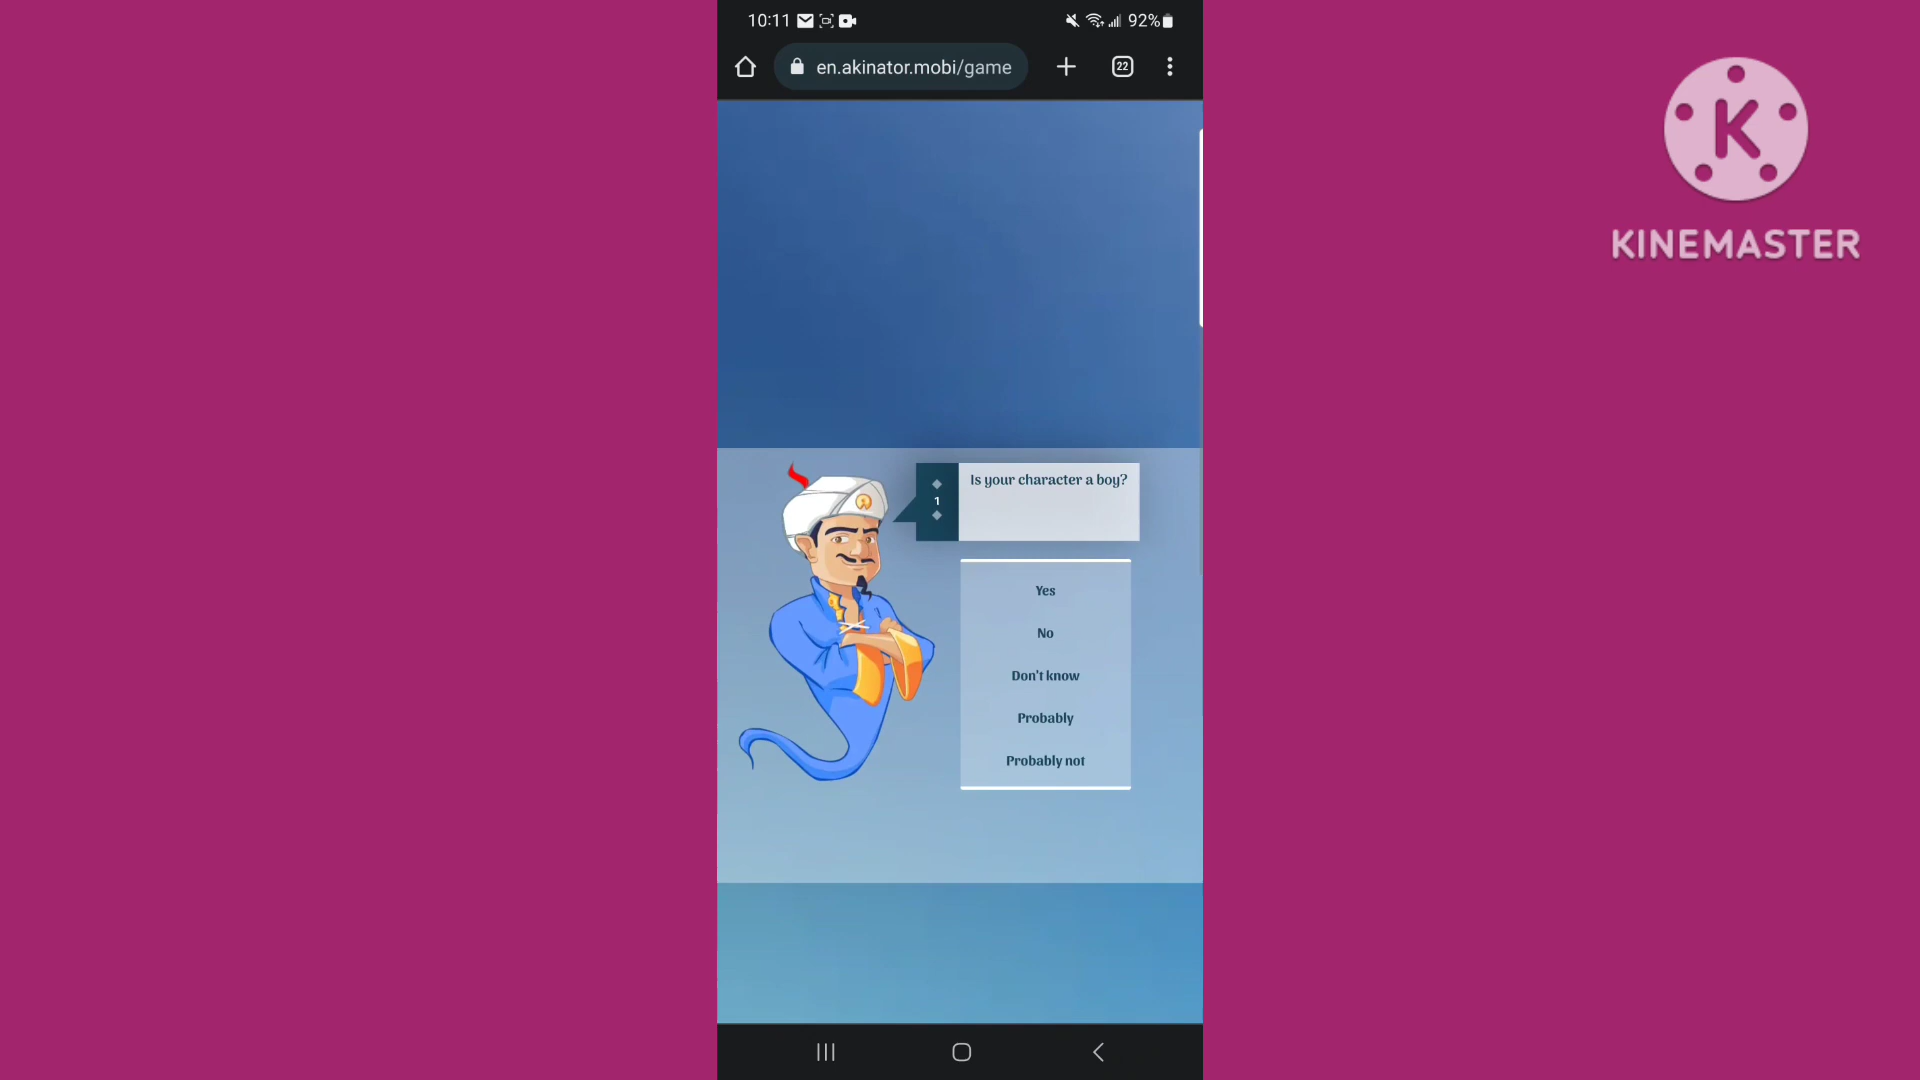 10:11
92%
en.akinator.mobi/game
22
K
KINEMASTER
1
Is your character a boy?
Yes
No
Don't know
Probably
Probably not